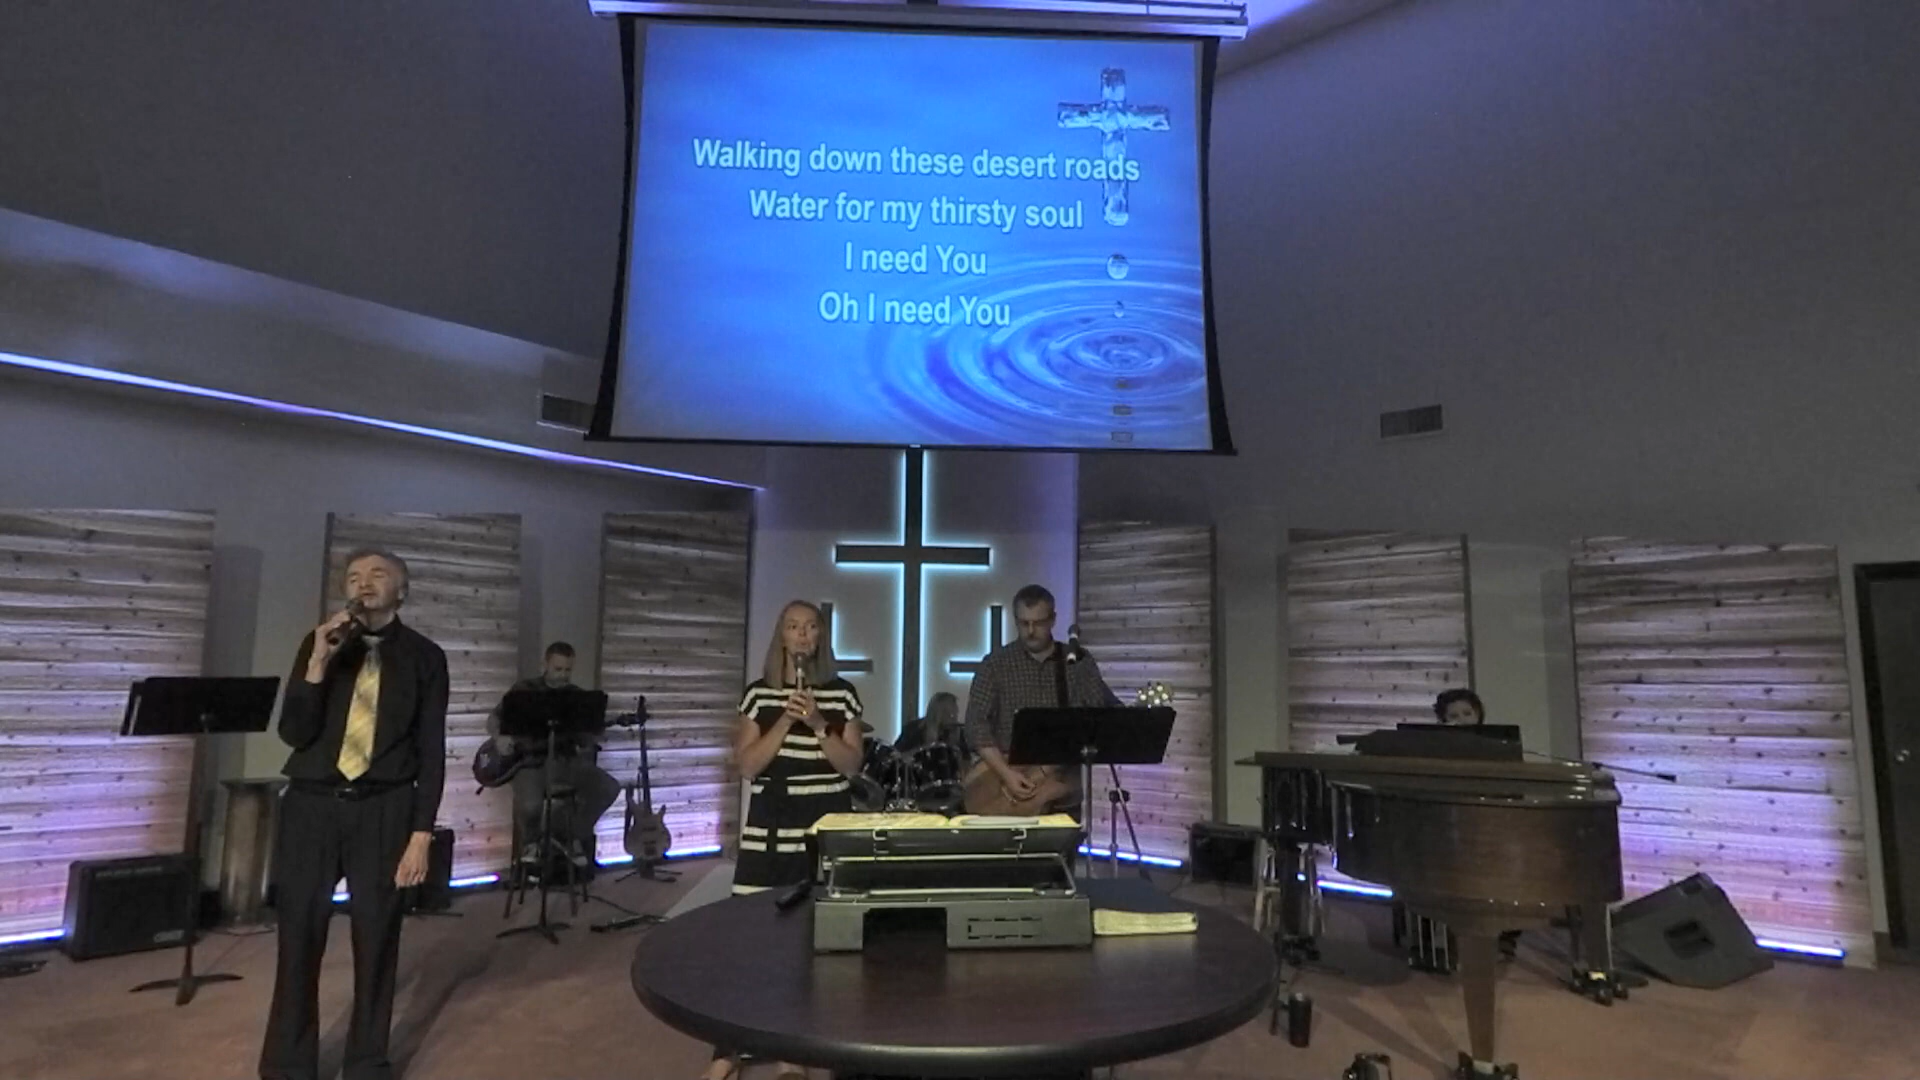 Walking down these desert roads
Water for my thirsty soul
I need You
Oh I need You